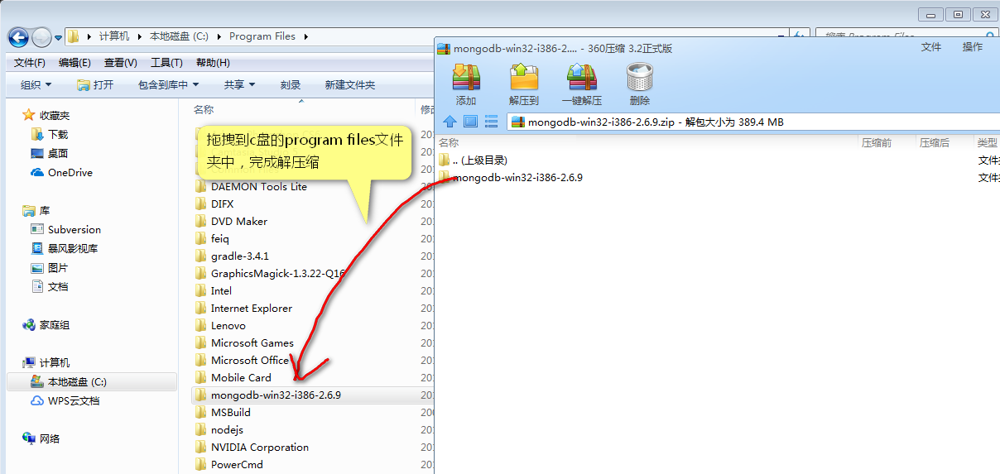 计算机 本地磁盘 (C:) Program Files
搜索 Program Files
文件(F) 编辑(E) 查看(V) 工具(T) 帮助(H)
组织 打开 包含到库中 共享 刻录 新建文件夹
收藏夹
下载
桌面
OneDrive
库
Subversion
暴风影视库
图片
文档
家庭组
计算机
本地磁盘 (C:)
WPS云文档
网络
名称
拖拽到c盘的program files文件
夹中，完成解压缩
DAEMON Tools Lite
DIFX
DVD Maker
feiq
gradle-3.4.1
GraphicsMagick-1.3.22-Q16
Intel
Internet Explorer
Lenovo
Microsoft Games
Microsoft Office
Mobile Card
mongodb-win32-i386-2.6.9
MSBuild
nodejs
NVIDIA Corporation
PowerCmd
mongodb-win32-i386-2.... - 360压缩 3.2正式版 文件 操作
添加 解压到 一键解压 删除
mongodb-win32-i386-2.6.9.zip - 解包大小为 389.4 MB
名称 压缩前 压缩后 类型
.. (上级目录)
mongodb-win32-i386-2.6.9